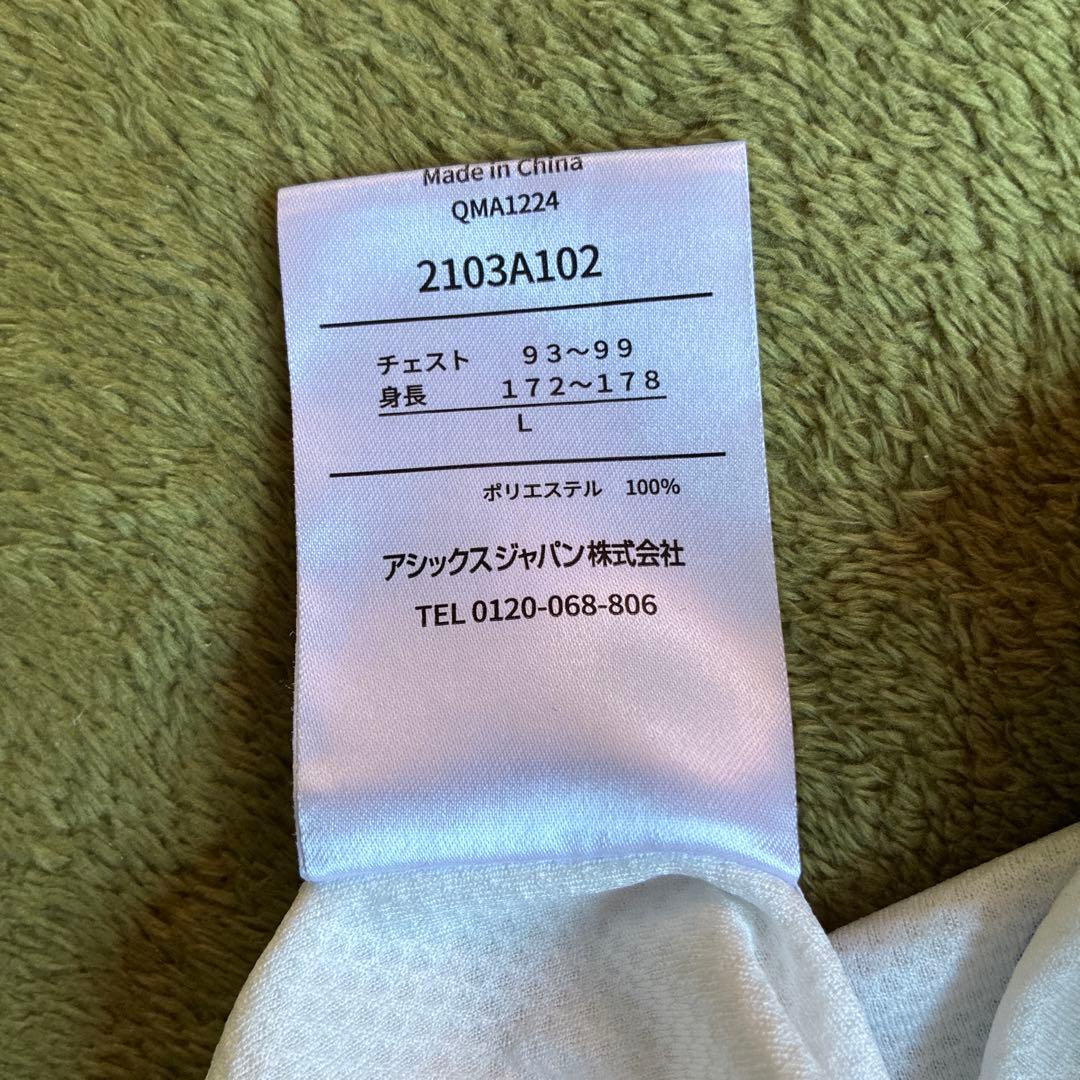 Made in China
QMA1224
2103A102
チェスト ９３～９９
身長 １７２～１７８
L
ポリエステル 100%
アシックスジャパン株式会社
TEL 0120-068-806